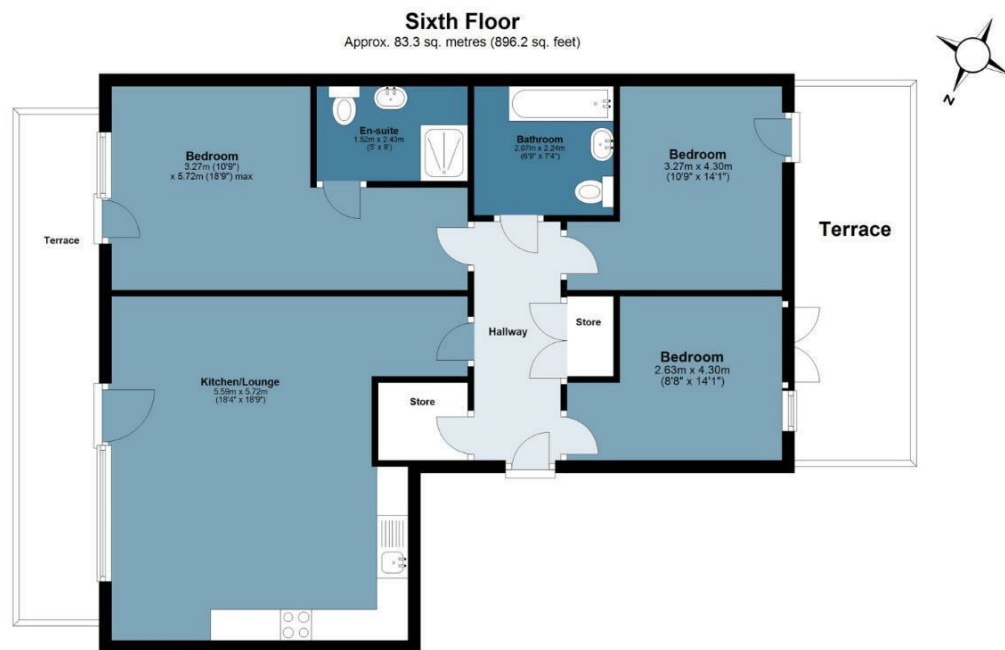 Sixth Floor
Approx. 83.3 sq. metres (896.2 sq. feet)
N
Bedroom
3.27m (10'9")
x 5.72m (18'9") max
En-suite
1.52m x 2.43m
(5' x 8')
Bathroom
2.07m x 2.24m
(6'9" x 7'4")
Bedroom
3.27m x 4.30m
(10'9" x 14'1")
Terrace
Terrace
Hallway
Store
Bedroom
2.63m x 4.30m
(8'8" x 14'1")
Kitchen/Lounge
5.59m x 5.72m
(18'4" x 18'9")
Store